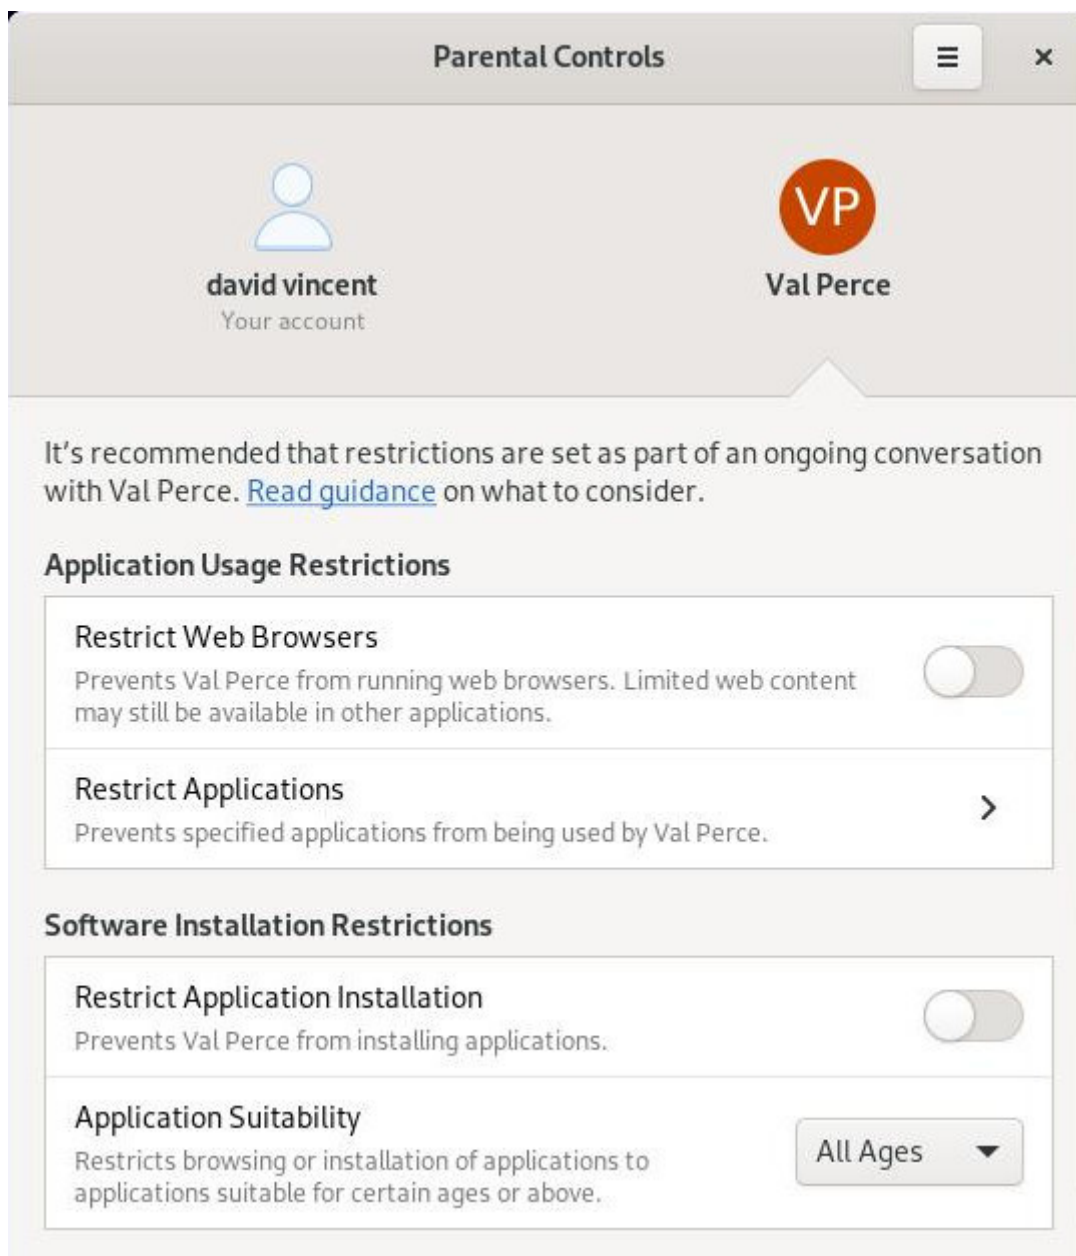 Parental Controls
VP
david vincent
Val Perce
Your account
It's recommended that restrictions are set as part of an ongoing conversation
with Val Perce. Read guidance on what to consider.
Application Usage Restrictions
Restrict Web Browsers
Prevents Val Perce from running web browsers. Limited web content
may still be available in other applications.
Restrict Applications
Prevents specified applications from being used by Val Perce.
Software Installation Restrictions
Restrict Application Installation
Prevents Val Perce from installing applications.
Application Suitability
Restricts browsing or installation of applications to
applications suitable for certain ages or above.
All Ages